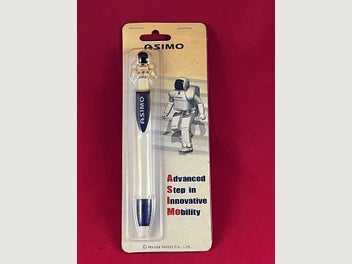 ASIMO
ASIMO
Advanced
Step in
Innovative
Mobility
© Honda Motor Co., Ltd.